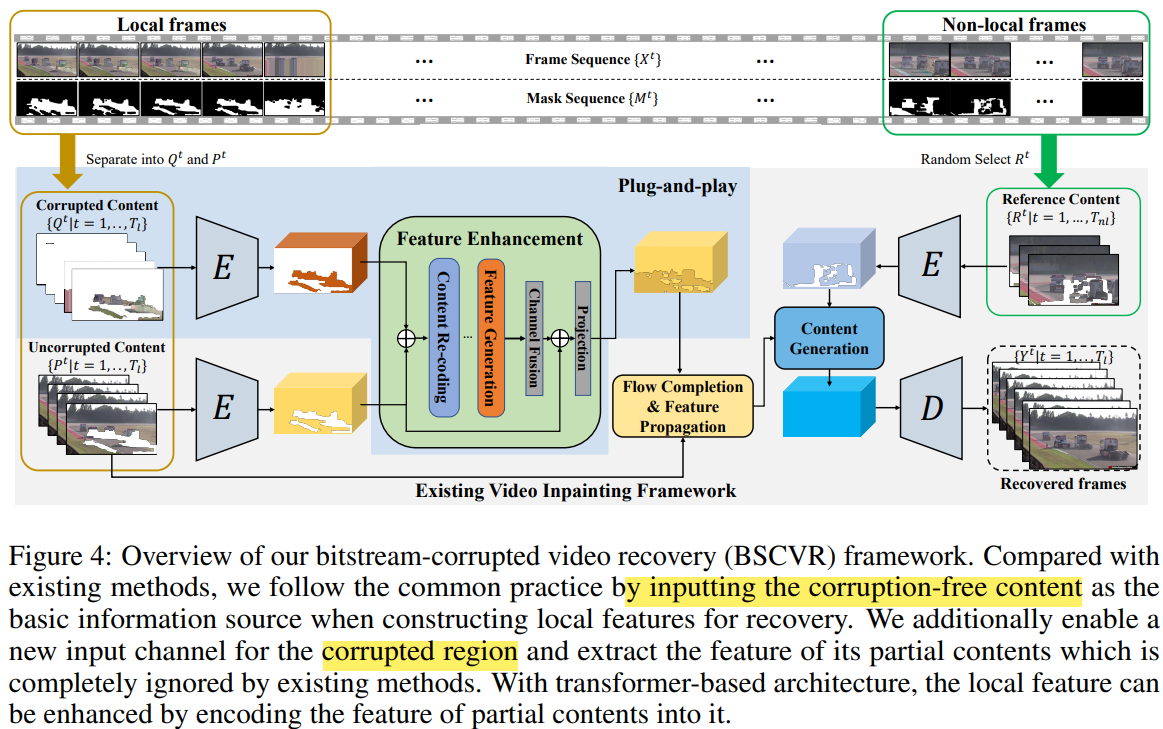 Local frames
Non-local frames
... Frame Sequence {X^t} ...
...
... Mask Sequence {M^t} ...
...
Separate into Q^t and P^t
Random Select R^t
Plug-and-play
Corrupted Content
{Q^t|t = 1,..,T_l}
Reference Content
{R^t|t = 1, ...,T_nl}
E
Feature Enhancement
Content Re-coding
...
Feature Generation
Channel Fusion
Projection
E
Content
Generation
Uncorrupted Content
{P^t|t = 1,..,T_l}
E
Flow Completion
& Feature
Propagation
D
{Y^t|t = 1,..,T_l}
Recovered frames
Existing Video Inpainting Framework
Figure 4: Overview of our bitstream-corrupted video recovery (BSCVR) framework. Compared with
existing methods, we follow the common practice by inputting the corruption-free content as the
basic information source when constructing local features for recovery. We additionally enable a
new input channel for the corrupted region and extract the feature of its partial contents which is
completely ignored by existing methods. With transformer-based architecture, the local feature can
be enhanced by encoding the feature of partial contents into it.